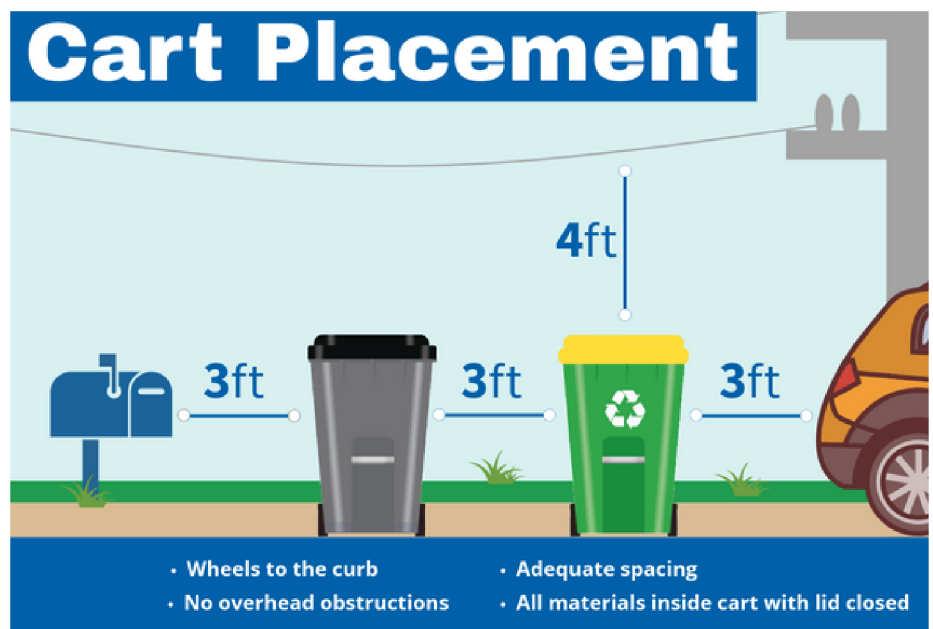 Cart Placement
4ft
3ft
3ft
3ft
• Wheels to the curb
• No overhead obstructions
• Adequate spacing
• All materials inside cart with lid closed